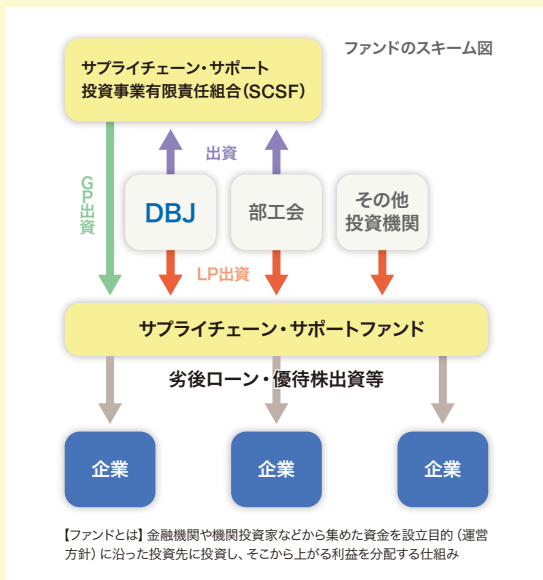 ファンドのスキーム図
サプライチェーン・サポート
投資事業有限責任組合(SCSF)
出資
GP出資
DBJ
部工会
その他
投資機関
LP出資
サプライチェーン・サポートファンド
劣後ローン・優待株出資等
企業
企業
企業
【ファンドとは】金融機関や機関投資家などから集めた資金を設立目的(運営
方針)に沿った投資先に投資し、そこから上がる利益を分配する仕組み